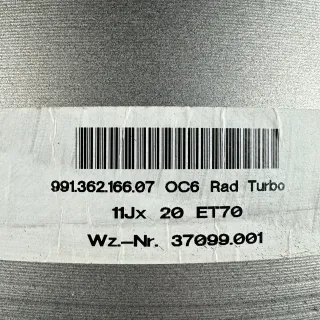 991.362.166.07 OC6 Rad Turbo
11Jx 20 ET70
Wz.-Nr. 37099.001